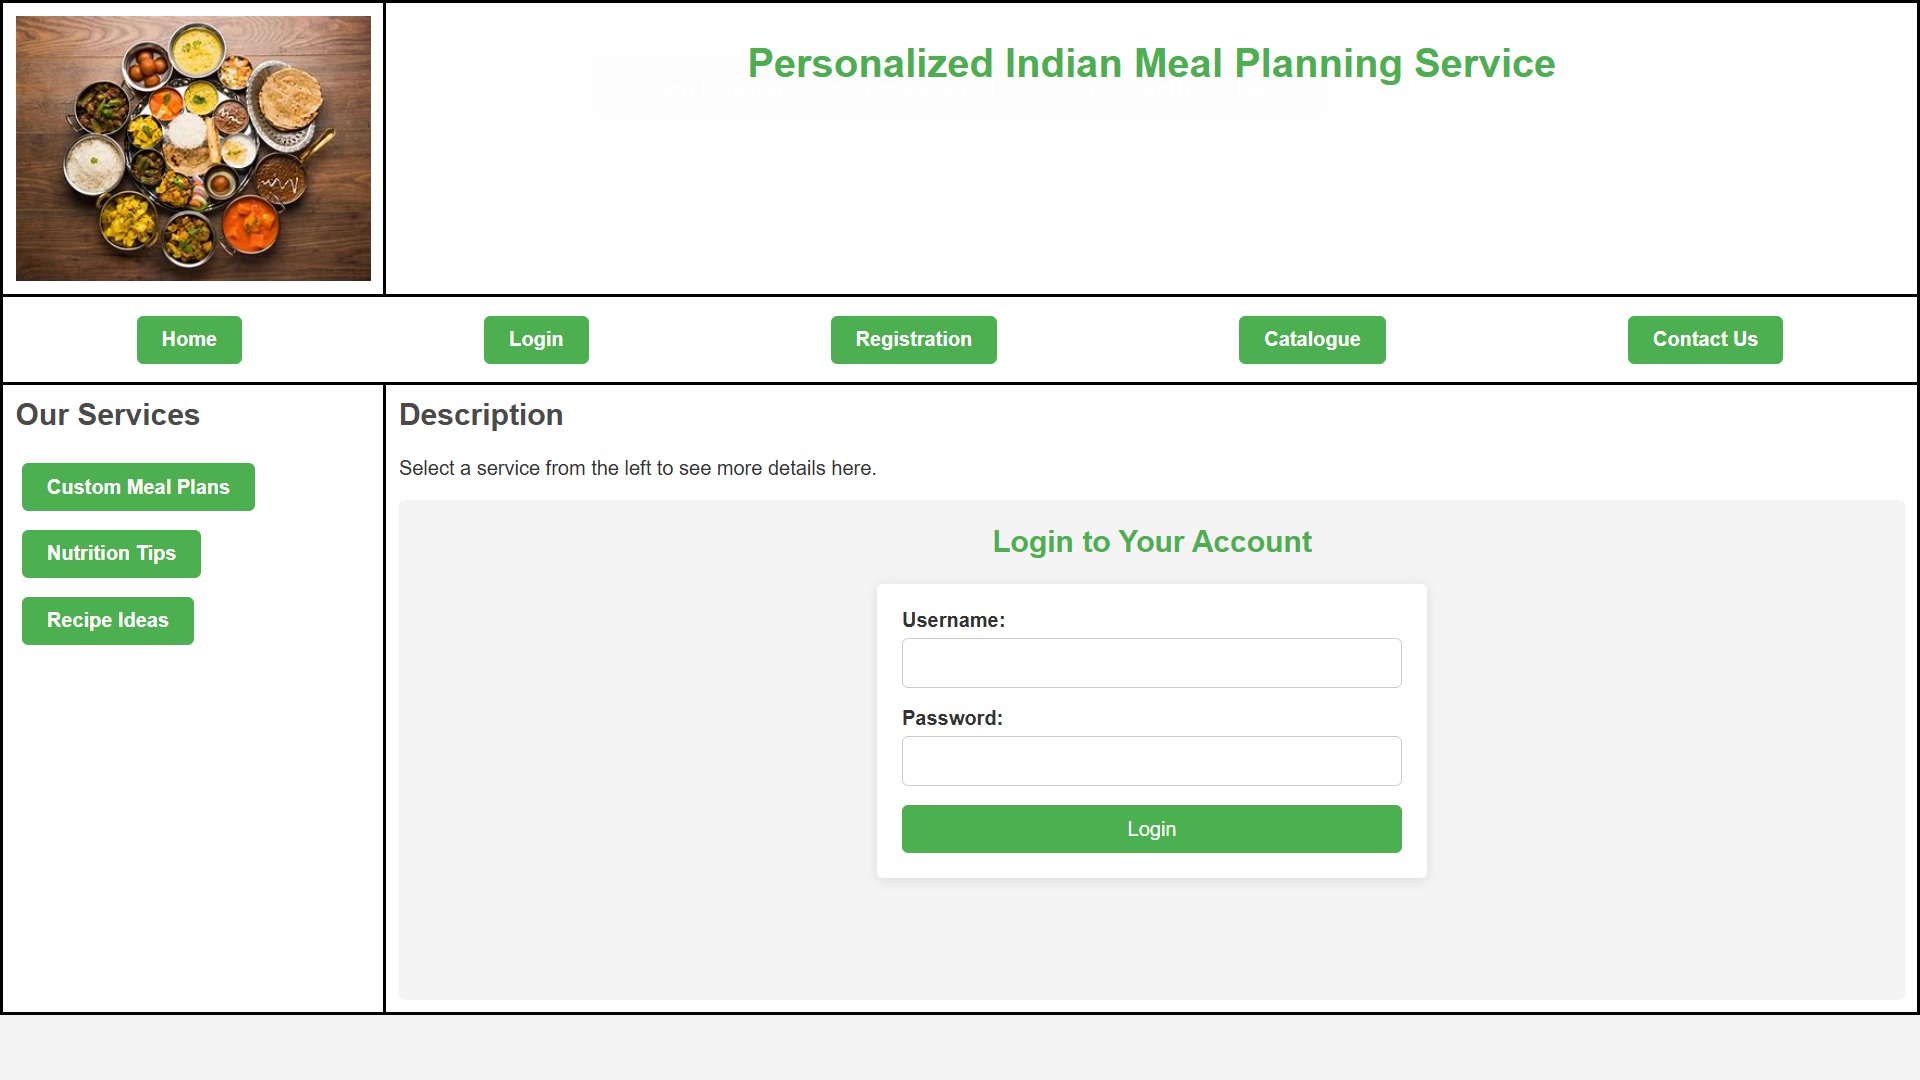 Personalized Indian Meal Planning Service
Home
Login
Registration
Catalogue
Contact Us
Our Services
Custom Meal Plans
Nutrition Tips
Recipe Ideas
Description
Select a service from the left to see more details here.
Login to Your Account
Username:
Password:
Login